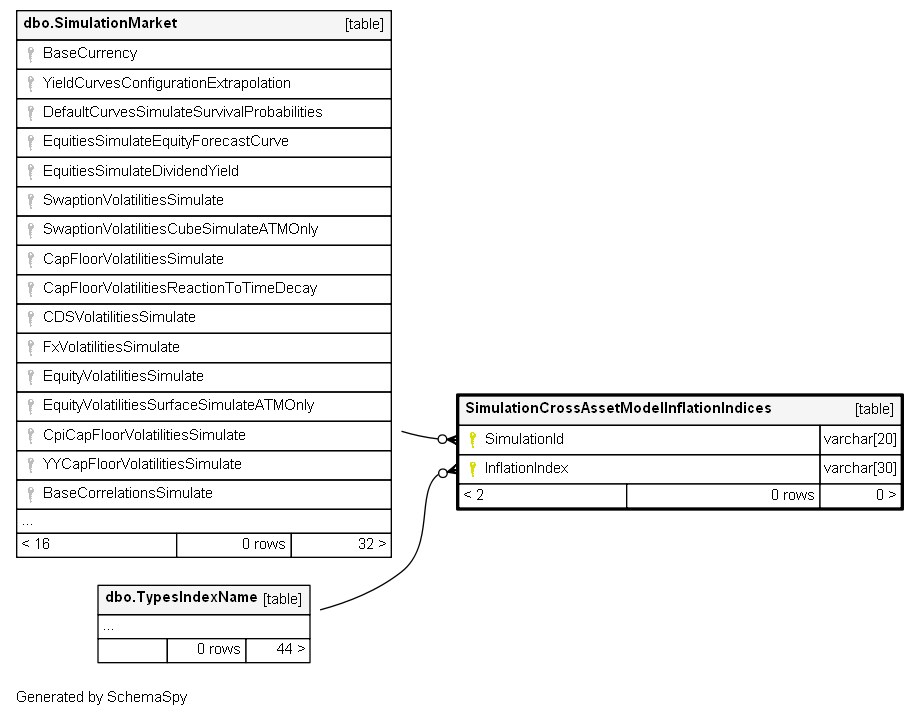 dbo.SimulationMarket [table]
BaseCurrency
YieldCurvesConfigurationExtrapolation
DefaultCurvesSimulateSurvivalProbabilities
EquitiesSimulateEquityForecastCurve
EquitiesSimulateDividendYield
SwaptionVolatilitiesSimulate
SwaptionVolatilitiesCubeSimulateATMOnly
CapFloorVolatilitiesSimulate
CapFloorVolatilitiesReactionToTimeDecay
CDSVolatilitiesSimulate
FxVolatilitiesSimulate
EquityVolatilitiesSimulate
EquityVolatilitiesSurfaceSimulateATMOnly
CpiCapFloorVolatilitiesSimulate
YYCapFloorVolatilitiesSimulate
BaseCorrelationsSimulate
...
< 16 0 rows 32 >
SimulationCrossAssetModelInflationIndices [table]
SimulationId varchar[20]
InflationIndex varchar[30]
< 2 0 rows 0 >
dbo.TypesIndexName [table]
...
0 rows 44 >
Generated by SchemaSpy